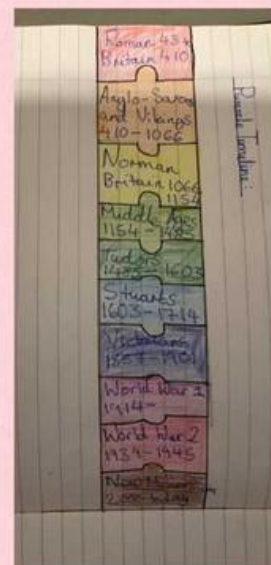 Roman 43 -
Britain 410
Anglo-Saxons
and Vikings
410-1066
Norman
Britain 1066
1154
Middle Ages
1154 - 1485
Tudors
1485 - 1603
Stuarts
1603-1714
Victorians
1837-1901
World War 1
1914-
World War 2
1939-1945
Puzzle Timeline: